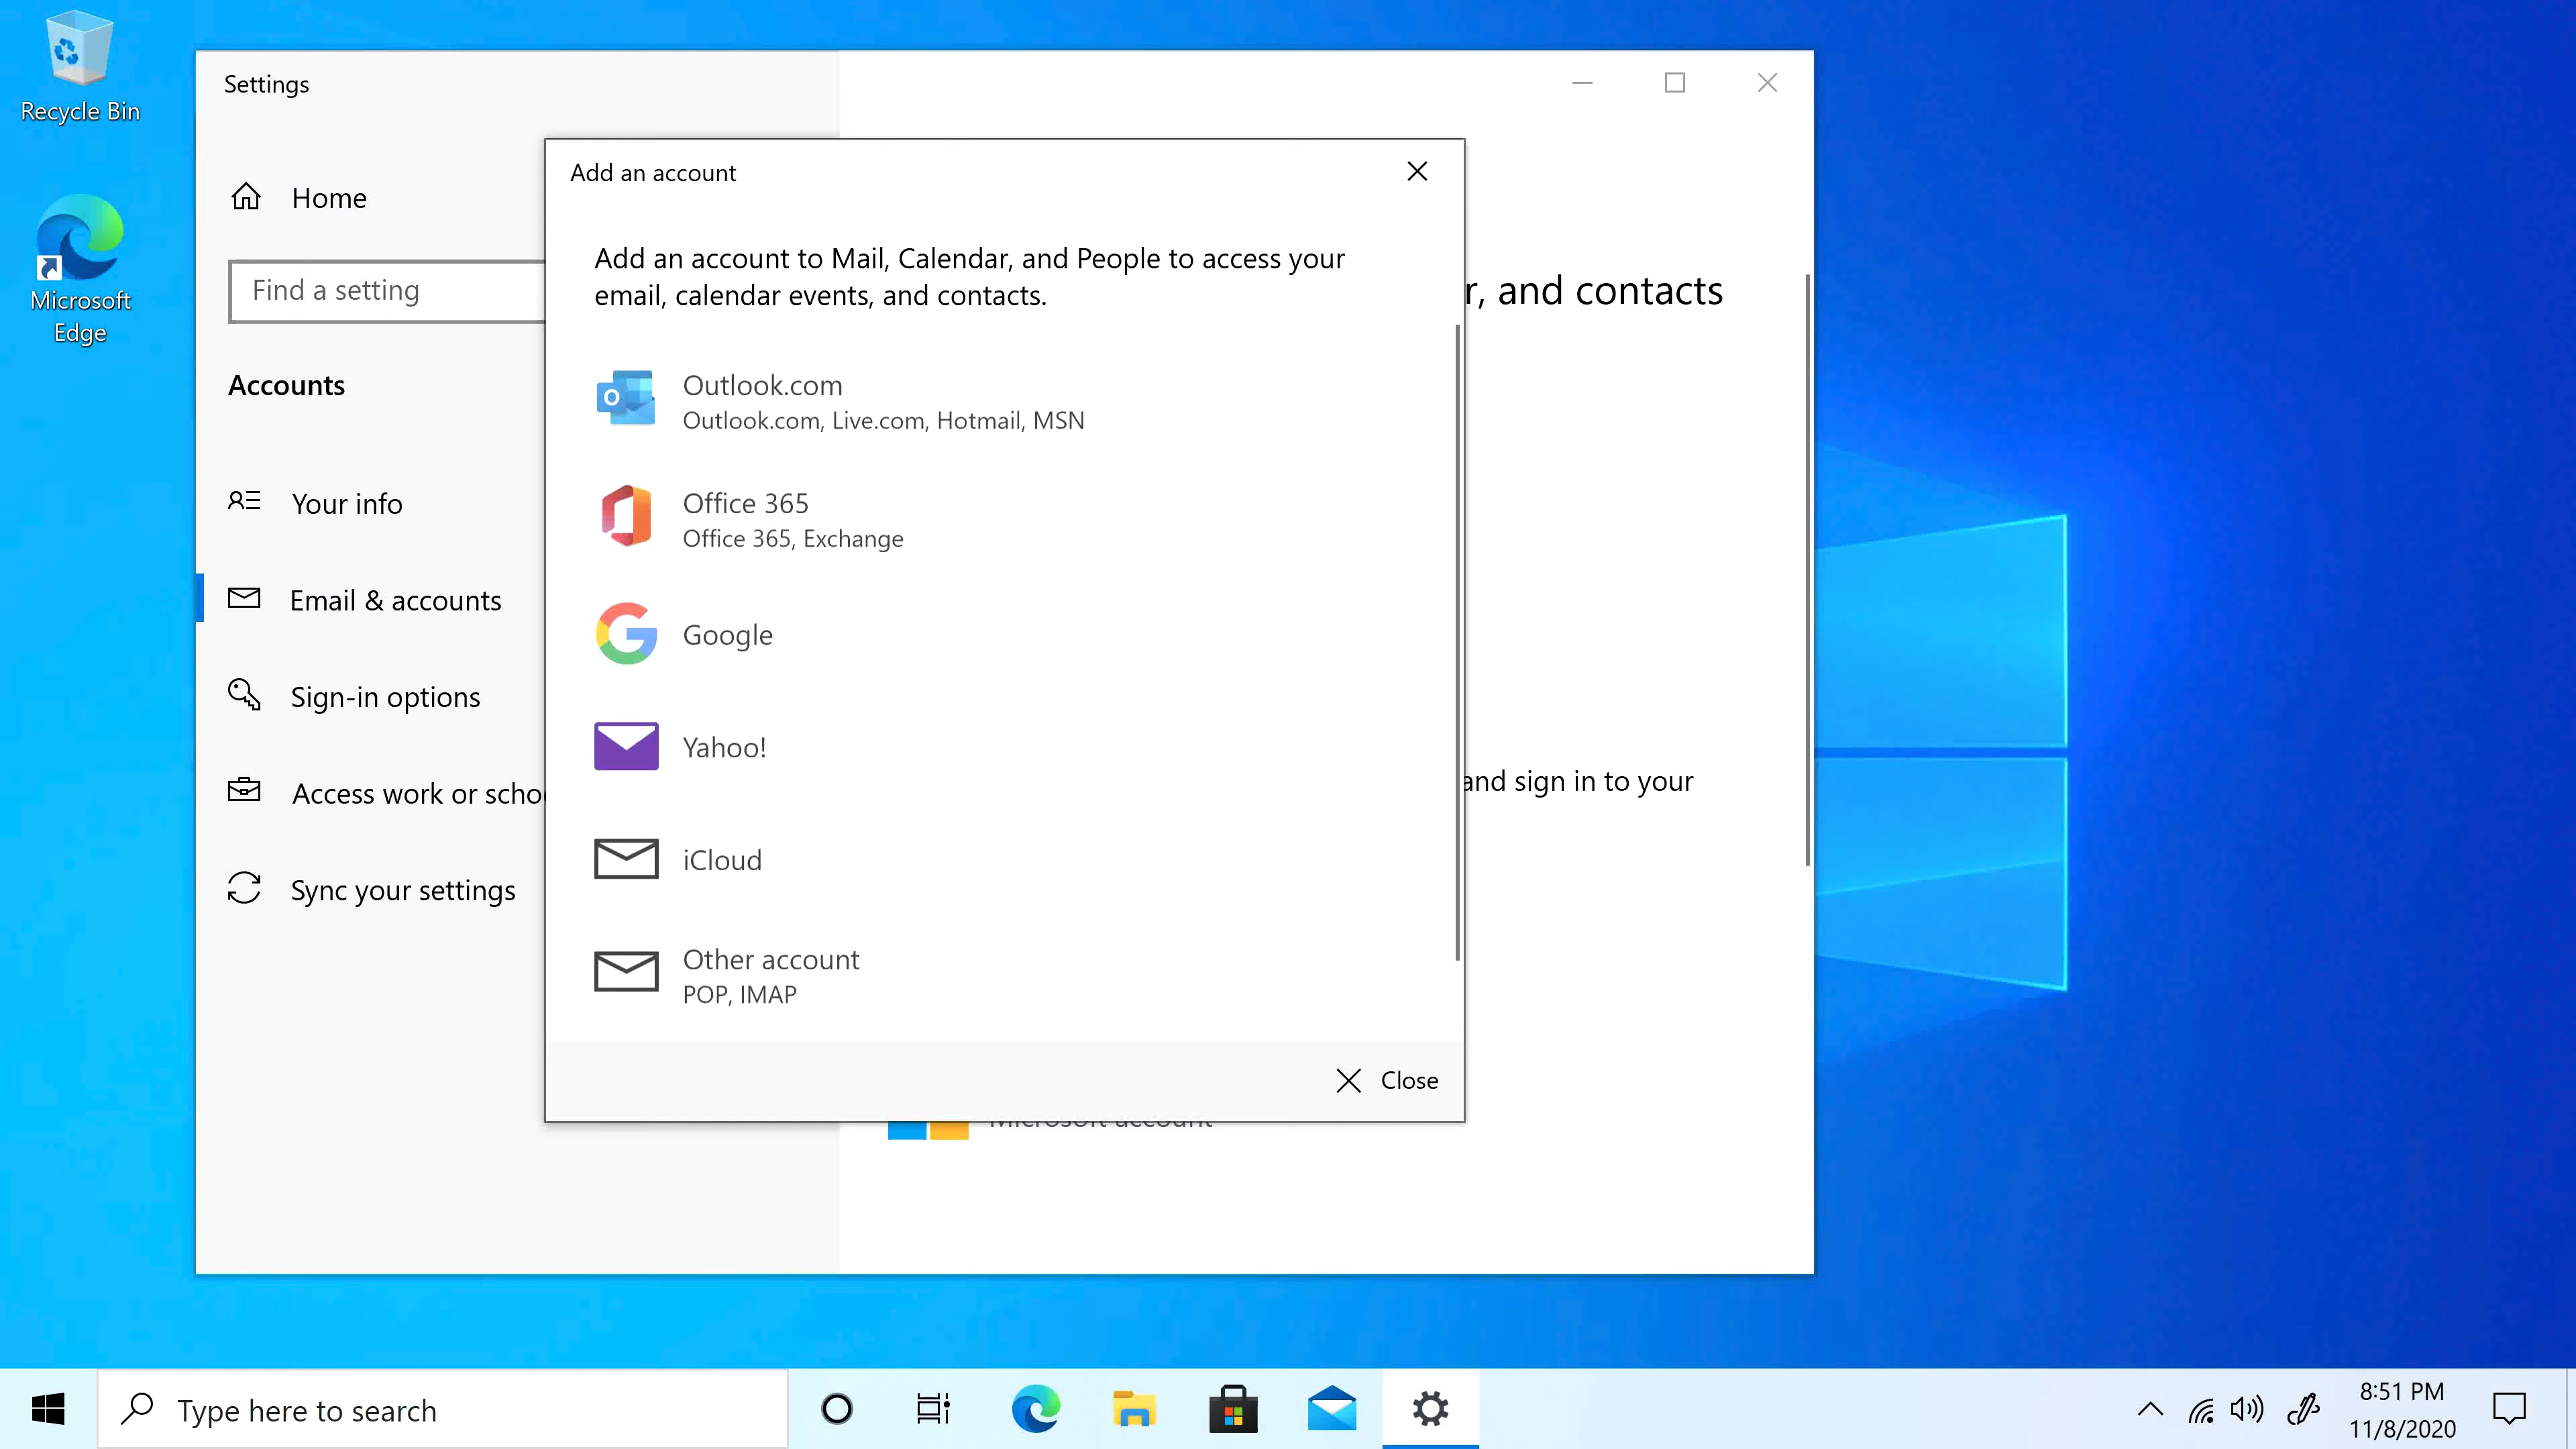 Recycle Bin
Microsoft
Edge
Settings
Home
Find a setting
Accounts
Your info
Email & accounts
Sign-in options
Access work or
Sync your settings
r, and contacts
and sign in to your
Microsoft account
Add an account
Add an account to Mail, Calendar, and People to access your
email, calendar events, and contacts.
Outlook.com
Outlook.com, Live.com, Hotmail, MSN
Office 365
Office 365, Exchange
Google
Yahoo!
iCloud
Other account
POP, IMAP
Close
Type here to search
8:51 PM
11/8/2020